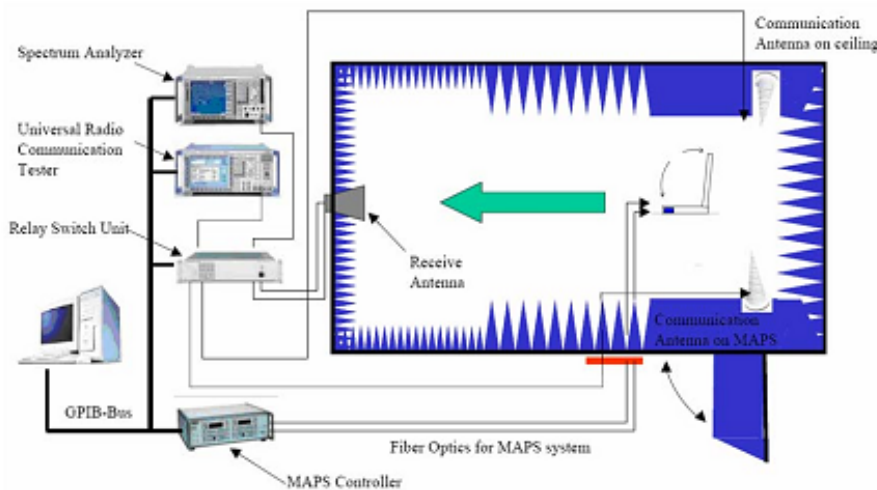 Communication
Antenna on ceiling
Spectrum Analyzer
Universal Radio
Communication
Tester
Relay Switch Unit
Receive
Antenna
Communication
Antenna on MAPS
GPIB-Bus
Fiber Optics for MAPS system
MAPS Controller